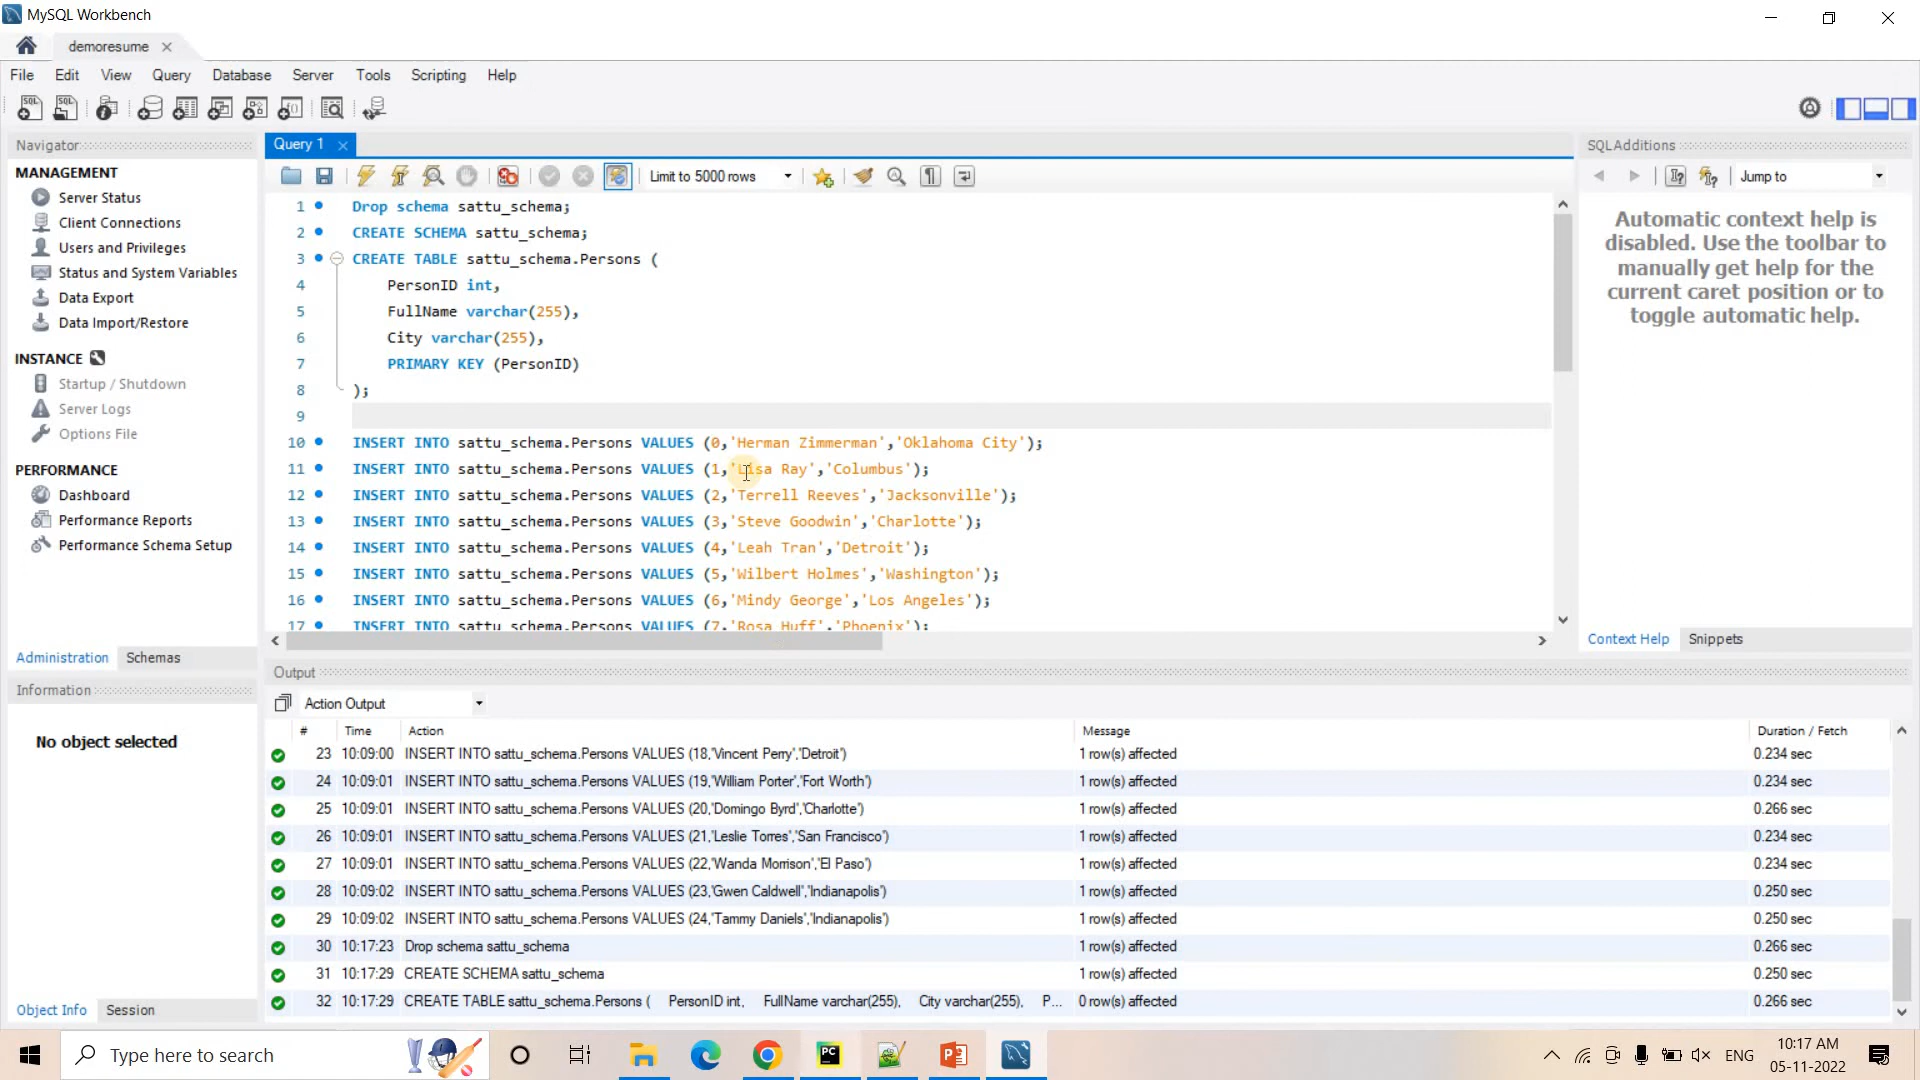 MySQL Workbench
demoresume
File Edit View Query Database Server Tools Scripting Help
Navigator
MANAGEMENT
Server Status
Client Connections
Users and Privileges
Status and System Variables
Data Export
Data Import/Restore
INSTANCE
Startup / Shutdown
Server Logs
Options File
PERFORMANCE
Dashboard
Performance Reports
Performance Schema Setup
Administration Schemas
Information
No object selected
Object Info Session
Query 1
Limit to 5000 rows
1 Drop schema sattu_schema;
2 CREATE SCHEMA sattu_schema;
3 CREATE TABLE sattu_schema.Persons (
4 PersonID int,
5 FullName varchar(255),
6 City varchar(255),
7 PRIMARY KEY (PersonID)
8 );
9
10 INSERT INTO sattu_schema.Persons VALUES (0,'Herman Zimmerman','Oklahoma City');
11 INSERT INTO sattu_schema.Persons VALUES (1,'Lisa Ray','Columbus');
12 INSERT INTO sattu_schema.Persons VALUES (2,'Terrell Reeves','Jacksonville');
13 INSERT INTO sattu_schema.Persons VALUES (3,'Steve Goodwin','Charlotte');
14 INSERT INTO sattu_schema.Persons VALUES (4,'Leah Tran','Detroit');
15 INSERT INTO sattu_schema.Persons VALUES (5,'Wilbert Holmes','Washington');
16 INSERT INTO sattu_schema.Persons VALUES (6,'Mindy George','Los Angeles');
17 INSERT INTO sattu_schema.Persons VALUES (7,'Rosa Huff','Phoenix');
SQLAdditions
Jump to
Automatic context help is
disabled. Use the toolbar to
manually get help for the
current caret position or to
toggle automatic help.
Context Help Snippets
Output
Action Output
# Time Action Message Duration / Fetch
23 10:09:00 INSERT INTO sattu_schema.Persons VALUES (18,'Vincent Perry','Detroit') 1 row(s) affected 0.234 sec
24 10:09:01 INSERT INTO sattu_schema.Persons VALUES (19,'William Porter','Fort Worth') 1 row(s) affected 0.234 sec
25 10:09:01 INSERT INTO sattu_schema.Persons VALUES (20,'Domingo Byrd','Charlotte') 1 row(s) affected 0.266 sec
26 10:09:01 INSERT INTO sattu_schema.Persons VALUES (21,'Leslie Torres','San Francisco') 1 row(s) affected 0.234 sec
27 10:09:01 INSERT INTO sattu_schema.Persons VALUES (22,'Wanda Morrison','El Paso') 1 row(s) affected 0.234 sec
28 10:09:02 INSERT INTO sattu_schema.Persons VALUES (23,'Gwen Caldwell','Indianapolis') 1 row(s) affected 0.250 sec
29 10:09:02 INSERT INTO sattu_schema.Persons VALUES (24,'Tammy Daniels','Indianapolis') 1 row(s) affected 0.250 sec
30 10:17:23 Drop schema sattu_schema 1 row(s) affected 0.266 sec
31 10:17:29 CREATE SCHEMA sattu_schema 1 row(s) affected 0.250 sec
32 10:17:29 CREATE TABLE sattu_schema.Persons ( PersonID int, FullName varchar(255), City varchar(255), P... 0 row(s) affected 0.266 sec
Type here to search
ENG
10:17 AM
05-11-2022